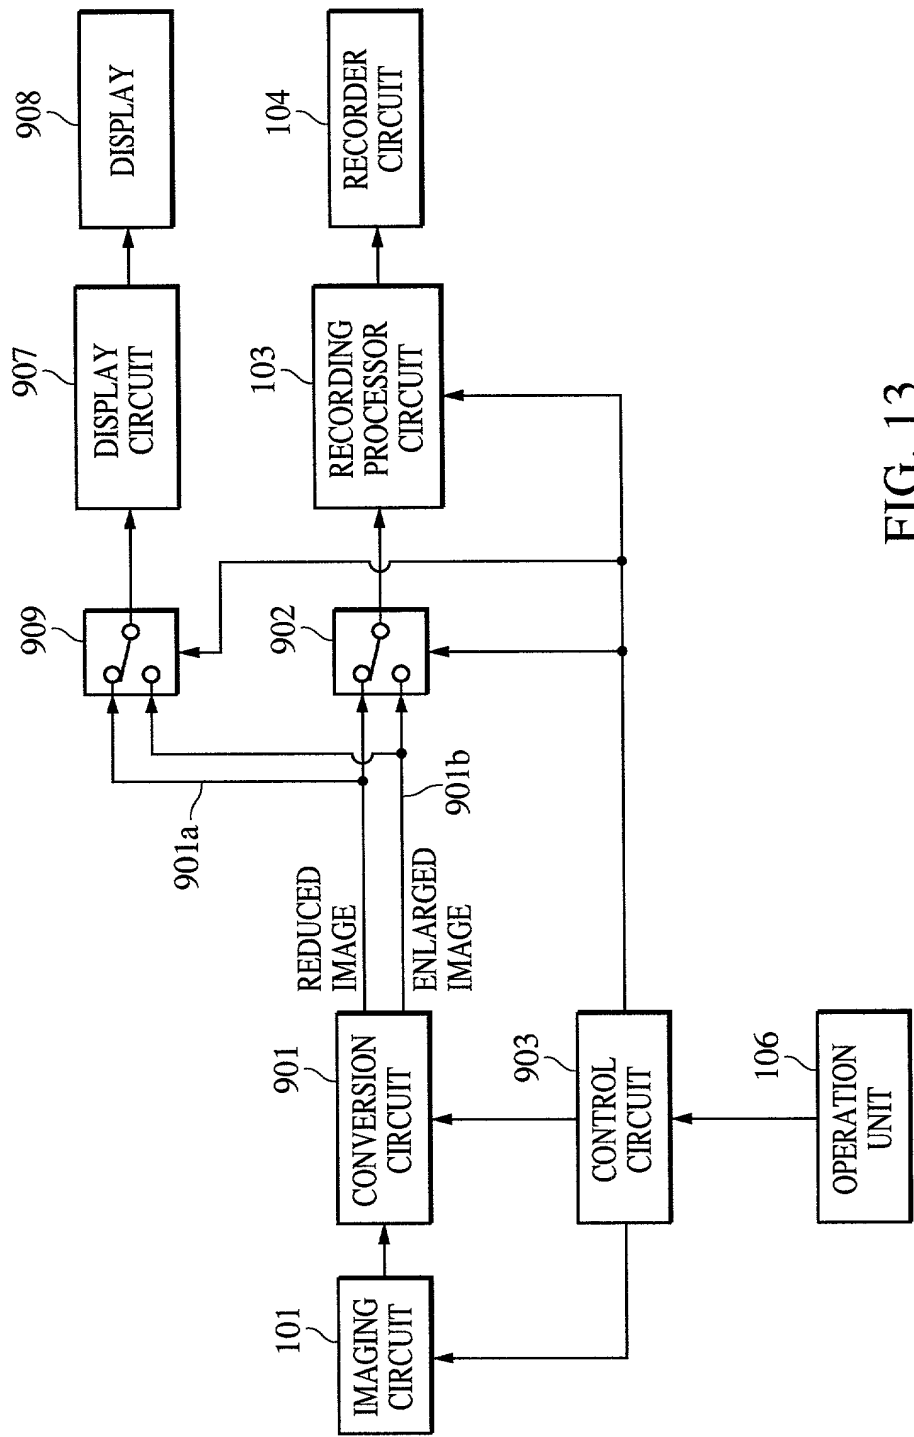 908
DISPLAY
104
RECORDER
CIRCUIT
907
DISPLAY
CIRCUIT
103
RECORDING
PROCESSOR
CIRCUIT
909
902
901a
901b
REDUCED
IMAGE
ENLARGED
IMAGE
901
CONVERSION
CIRCUIT
903
CONTROL
CIRCUIT
106
OPERATION
UNIT
101
IMAGING
CIRCUIT
FIG. 13